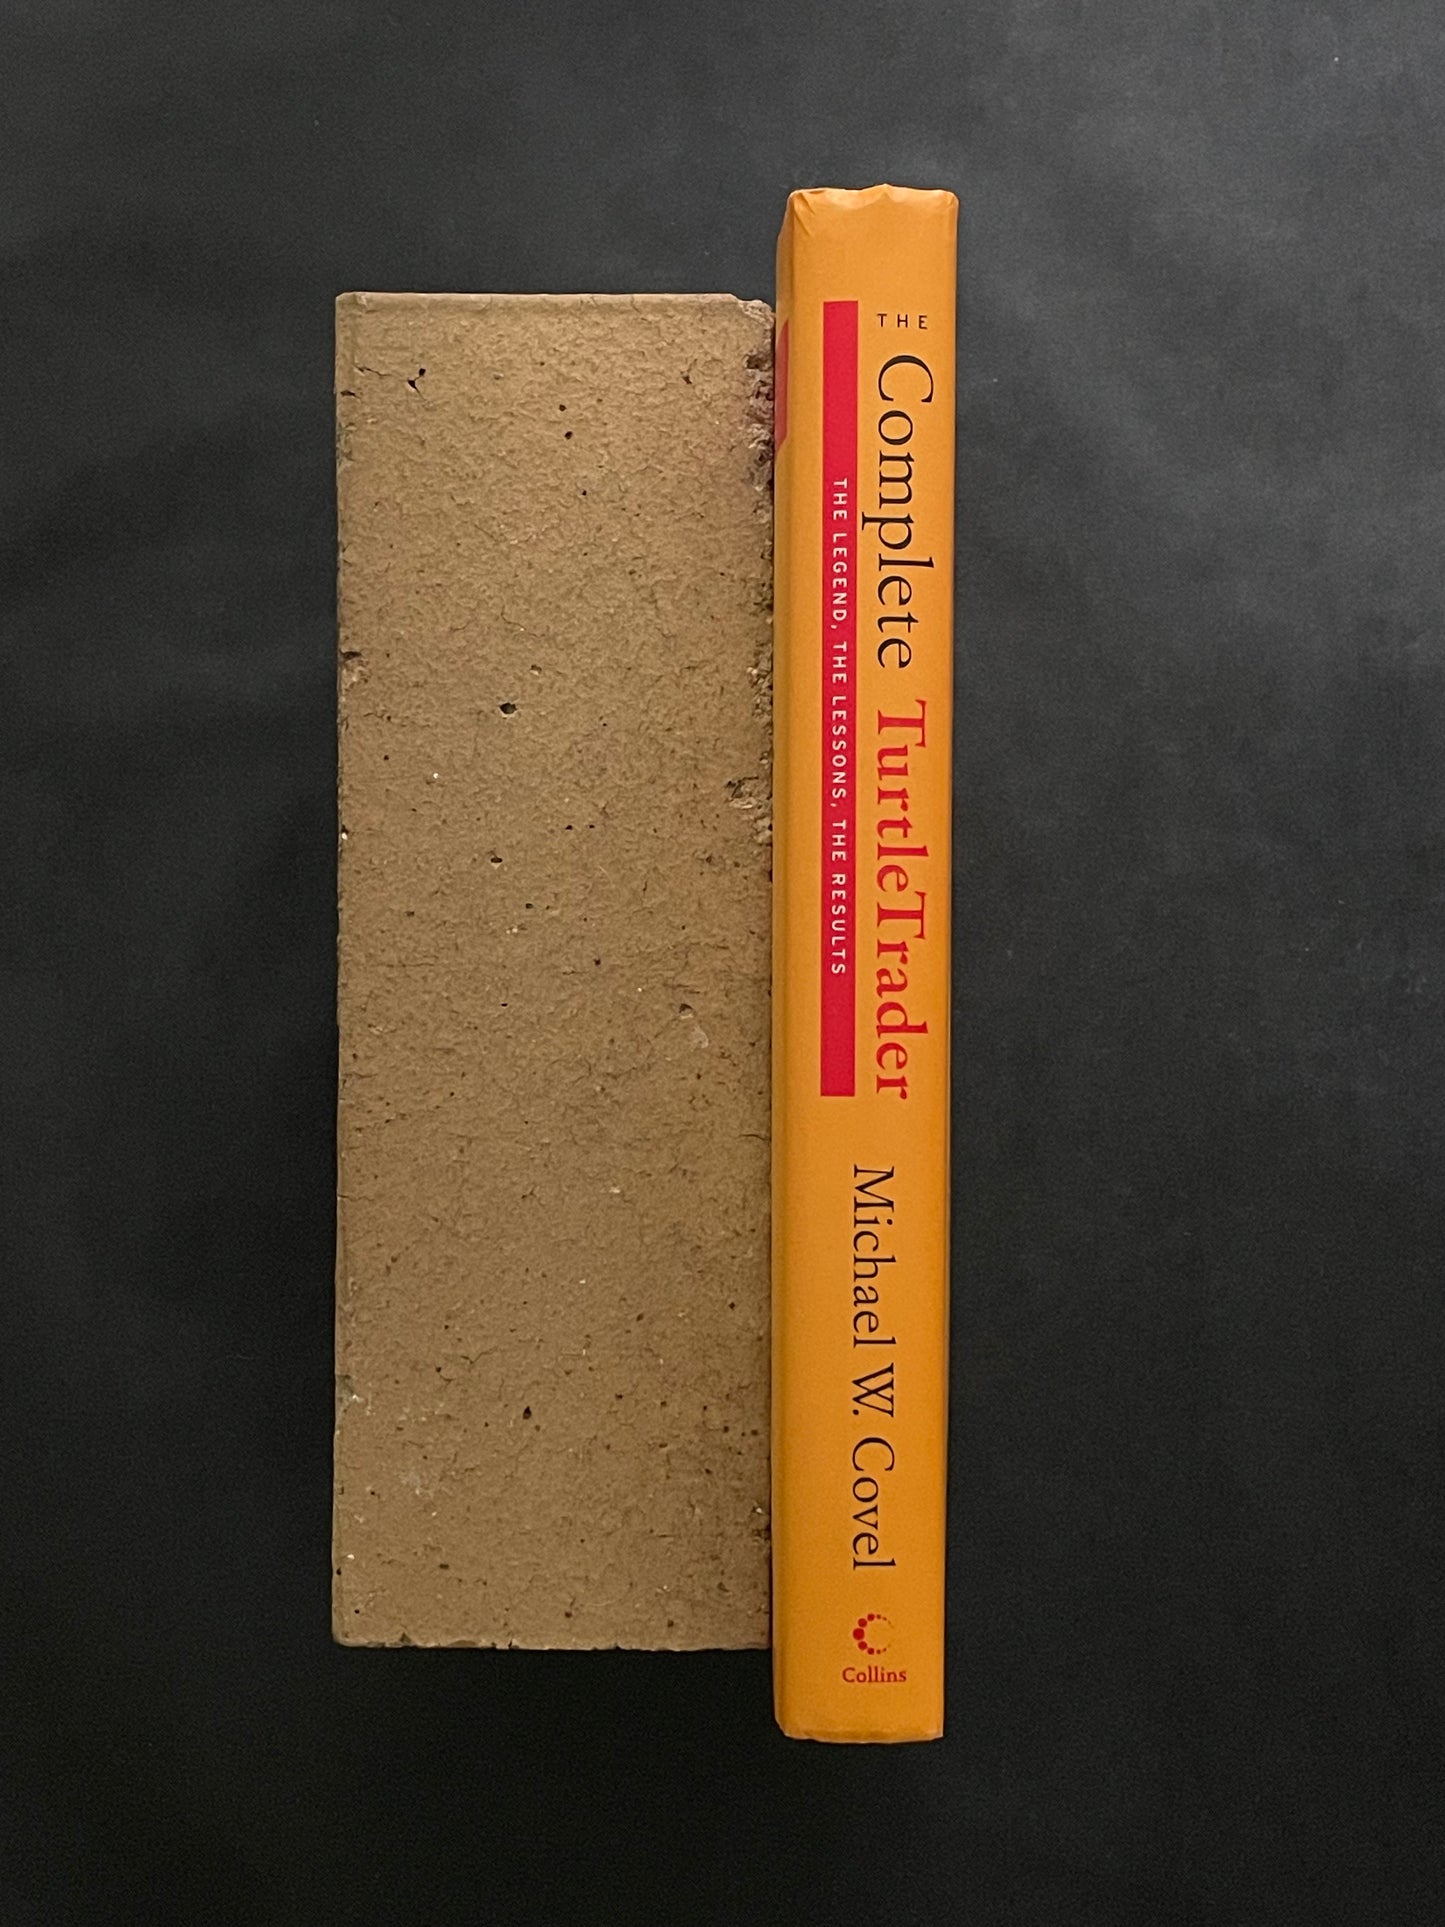 THE
Complete TurtleTrader
THE LEGEND, THE LESSONS, THE RESULTS
Michael W. Covel
Collins